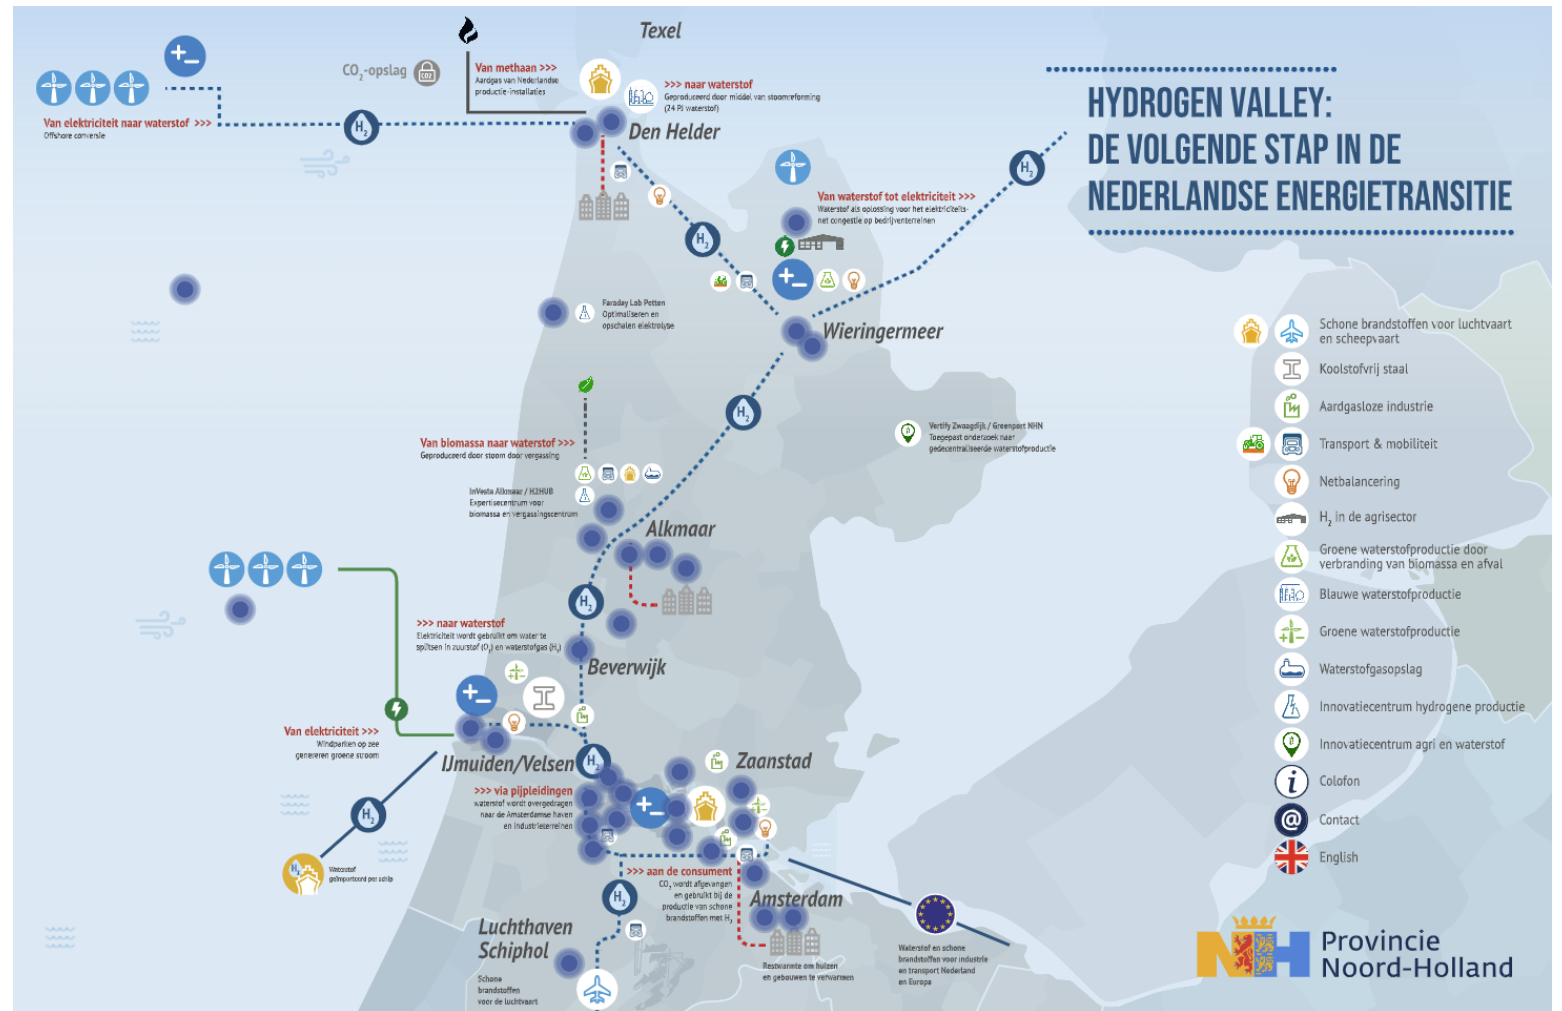 Texel
CO₂-opslag
CO2
Van methaan >>>
Aardgas van Nederlandse
productie-installaties
>>> naar waterstof
Geproduceerd door middel van stoomreforming
(24 PJ waterstof)
Van elektriciteit naar waterstof >>>
Offshore conversie
H₂
Den Helder
HYDROGEN VALLEY:
DE VOLGENDE STAP IN DE
NEDERLANDSE ENERGIETRANSITIE
H₂
Van waterstof tot elektriciteit >>>
Waterstof als oplossing voor het elektriciteits-
net congestie op bedrijventerreinen
H₂
Faraday Lab Petten
Optimaliseren en
opschalen elektrolyse
Wieringermeer
H₂
Vertify Zwaagdijk / Greenport NHN
Toegepast onderzoek naar
gedecentraliseerde waterstofproductie
Van biomassa naar waterstof >>>
Geproduceerd door stoom door vergassing
InVesta Alkmaar / H2HUB
Expertisecentrum voor
biomassa en vergassingscentrum
Alkmaar
H₂
>>> naar waterstof
Elektriciteit wordt gebruikt om water te
splitsen in zuurstof (O₂) en waterstofgas (H₂)
Beverwijk
Van elektriciteit >>>
Windparken op zee
genereren groene stroom
IJmuiden/Velsen
H₂
Zaanstad
>>> via pijpleidingen
waterstof wordt overgedragen
naar de Amsterdamse haven
en industrieterreinen
H₂
H₂
Waterstof
geïmporteerd per schip
>>> aan de consument
CO₂ wordt afgevangen
en gebruikt bij de
productie van schone
brandstoffen met H₂
H₂
Amsterdam
Luchthaven
Schiphol
Schone
brandstoffen
voor de luchtvaart
Restwarmte om huizen
en gebouwen te verwarmen
Waterstof en schone
brandstoffen voor industrie
en transport Nederland
en Europa
Schone brandstoffen voor luchtvaart
en scheepvaart
Koolstofvrij staal
Aardgasloze industrie
Transport & mobiliteit
Netbalancering
H₂ in de agrisector
Groene waterstofproductie door
verbranding van biomassa en afval
Blauwe waterstofproductie
Groene waterstofproductie
Waterstofgasopslag
Innovatiecentrum hydrogene productie
Innovatiecentrum agri en waterstof
i Colofon
@ Contact
English
NH
Provincie
Noord-Holland